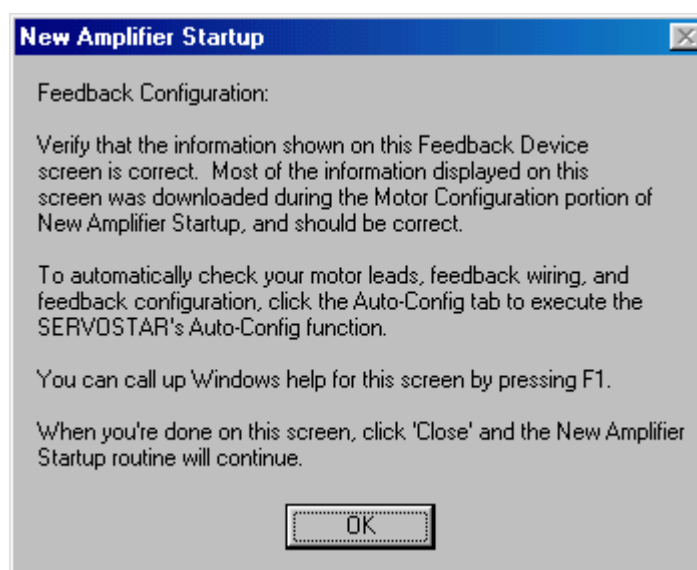 New Amplifier Startup
Feedback Configuration:
Verify that the information shown on this Feedback Device
screen is correct.  Most of the information displayed on this
screen was downloaded during the Motor Configuration portion of
New Amplifier Startup, and should be correct.
To automatically check your motor leads, feedback wiring, and
feedback configuration, click the Auto-Config tab to execute the
SERVOSTAR's Auto-Config function.
You can call up Windows help for this screen by pressing F1.
When you're done on this screen, click 'Close' and the New Amplifier
Startup routine will continue.
OK